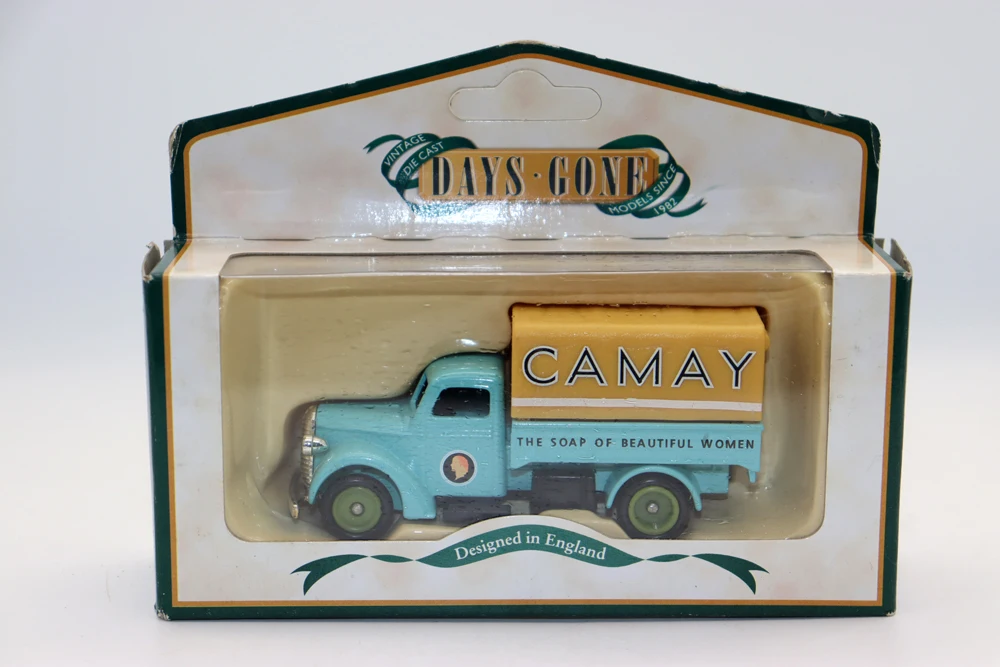 VINTAGE
DIE CAST
DAYS·GONE
MODELS SINCE
1982
CAMAY
THE SOAP OF BEAUTIFUL WOMEN
Designed in England